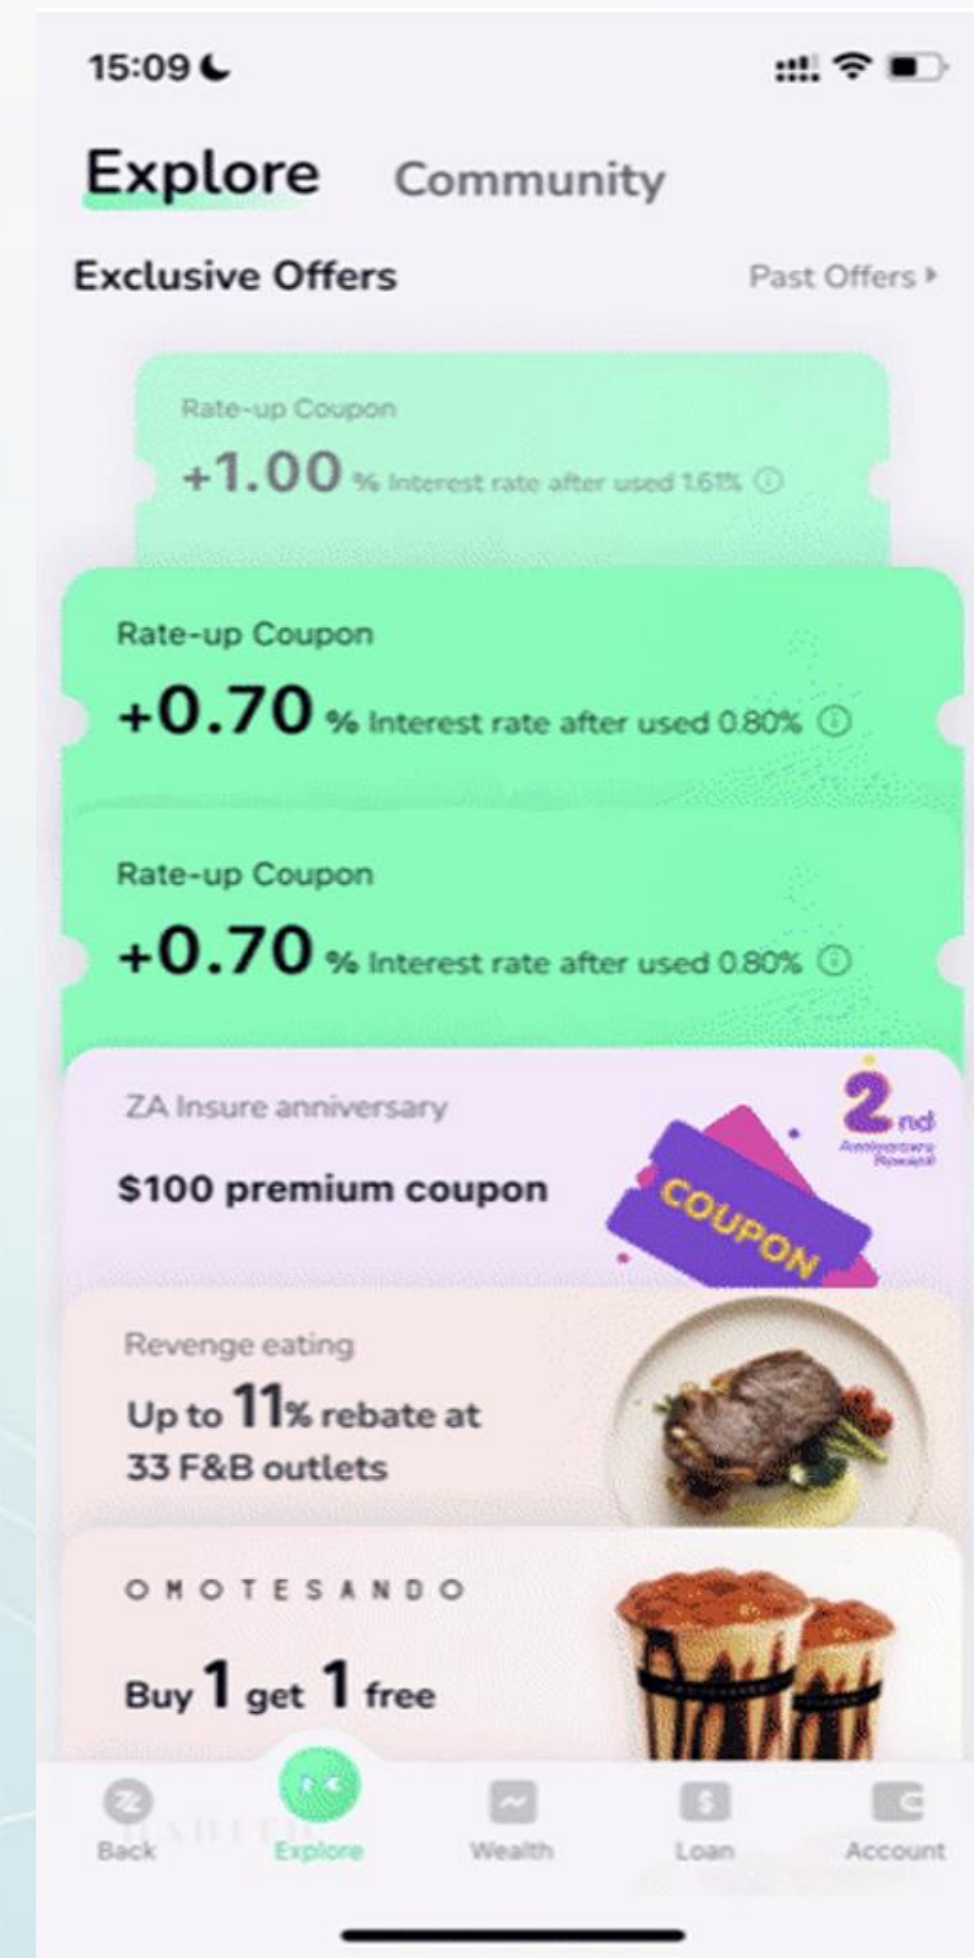 15:09
Explore Community
Exclusive Offers Past Offers
Rate-up Coupon
+1.00 % Interest rate after used 1.61%
Rate-up Coupon
+0.70 % Interest rate after used 0.80%
Rate-up Coupon
+0.70 % Interest rate after used 0.80%
ZA Insure anniversary
$100 premium coupon
2nd
Anniversary
Reward
COUPON
Revenge eating
Up to 11% rebate at
33 F&B outlets
OMOTESANDO
Buy 1 get 1 free
Back Explore Wealth Loan Account